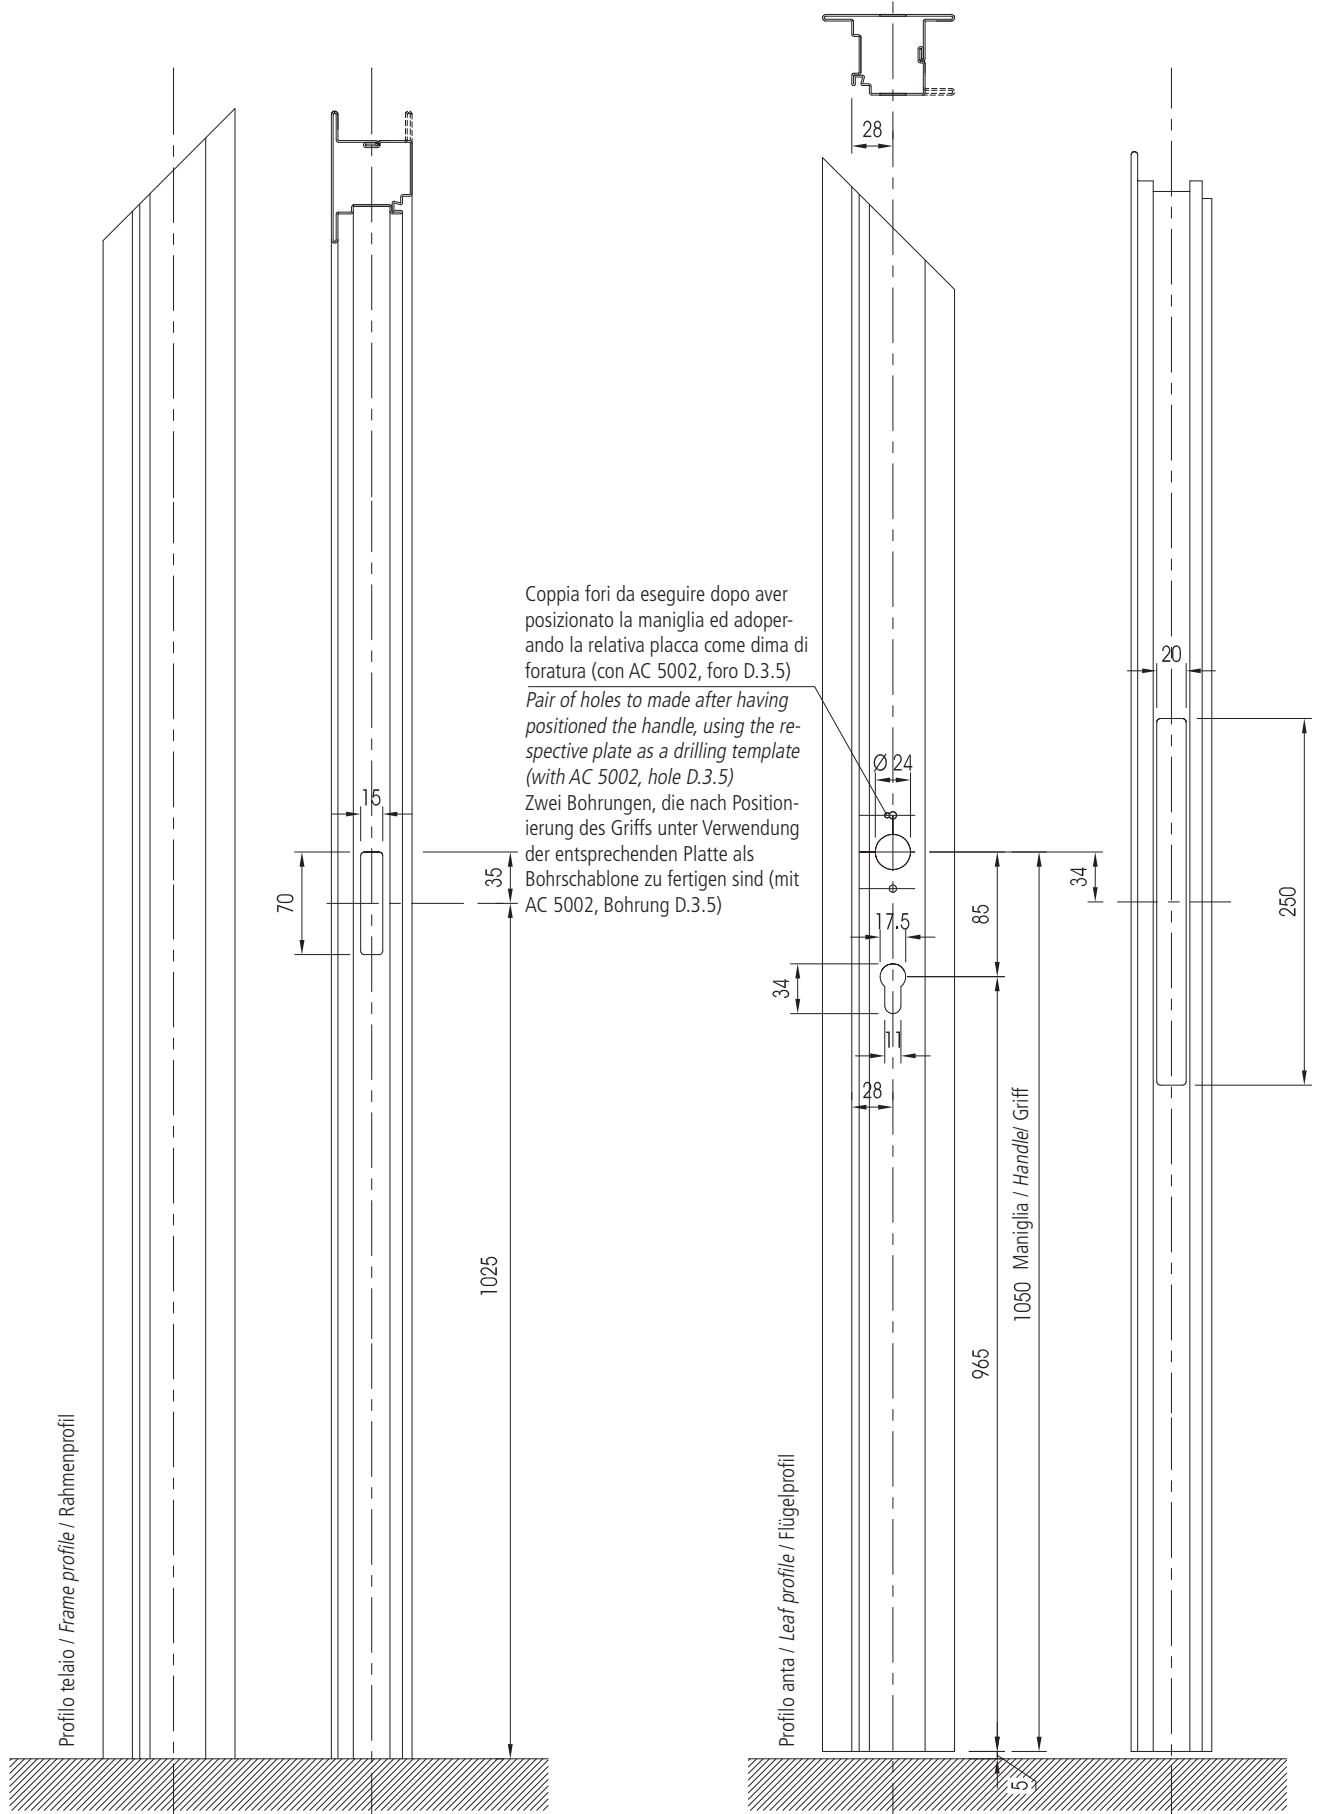 28
Coppia fori da eseguire dopo aver
posizionato la maniglia ed adoper-
ando la relativa placca come dima di
foratura (con AC 5002, foro D.3.5)
Pair of holes to made after having
positioned the handle, using the re-
spective plate as a drilling template
(with AC 5002, hole D.3.5)
Zwei Bohrungen, die nach Position-
ierung des Griffs unter Verwendung
der entsprechenden Platte als
Bohrschablone zu fertigen sind (mit
AC 5002, Bohrung D.3.5)
20
Ø 24
15
35
70
34
250
85
17.5
34
11
28
1025
1050 Maniglia / Handle/ Griff
965
Profilo telaio / Frame profile / Rahmenprofil
Profilo anta / Leaf profile / Flügelprofil
5